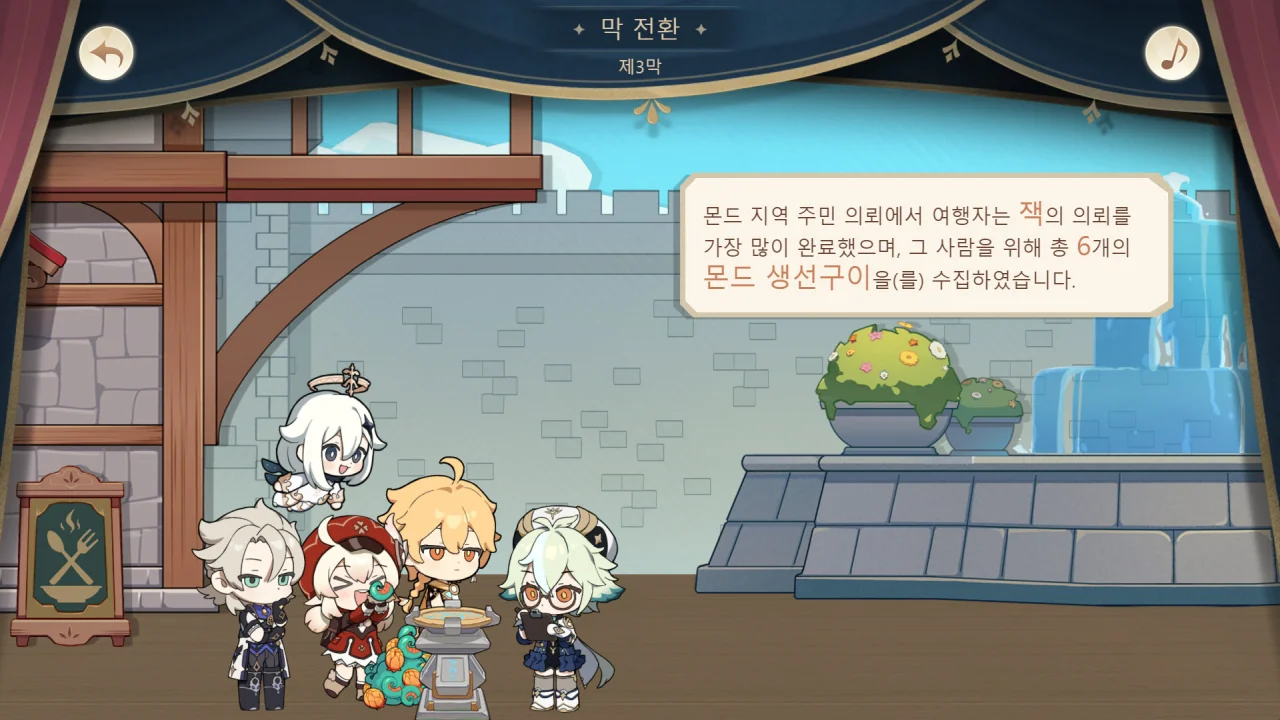 막 전환
제3막
몬드 지역 주민 의뢰에서 여행자는 잭의 의뢰를
가장 많이 완료했으며, 그 사람을 위해 총 6개의
몬드 생선구이을(를) 수집하였습니다.